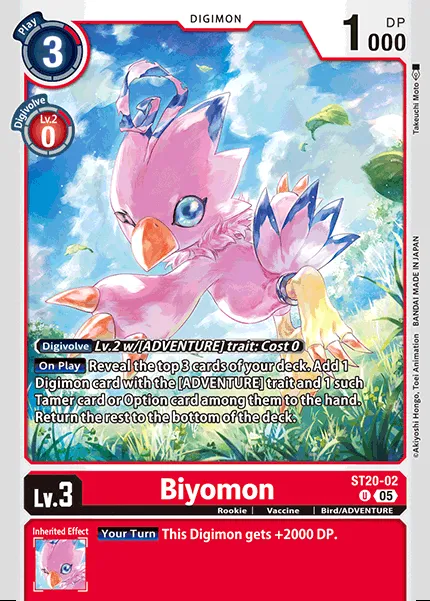 DIGIMON
Play
3
1 000
DP
Digivolve
Lv.2
0
Takeuchi Moto
©Akiyoshi Hongo, Toei Animation BANDAI MADE IN JAPAN
Digivolve Lv.2 w/[ADVENTURE] trait: Cost 0
On Play Reveal the top 3 cards of your deck. Add 1
Digimon card with the [ADVENTURE] trait and 1 such
Tamer card or Option card among them to the hand.
Return the rest to the bottom of the deck.
Lv.3
Biyomon
ST20-02
U 05
Rookie | Vaccine | Bird/ADVENTURE
Inherited Effect
Your Turn This Digimon gets +2000 DP.